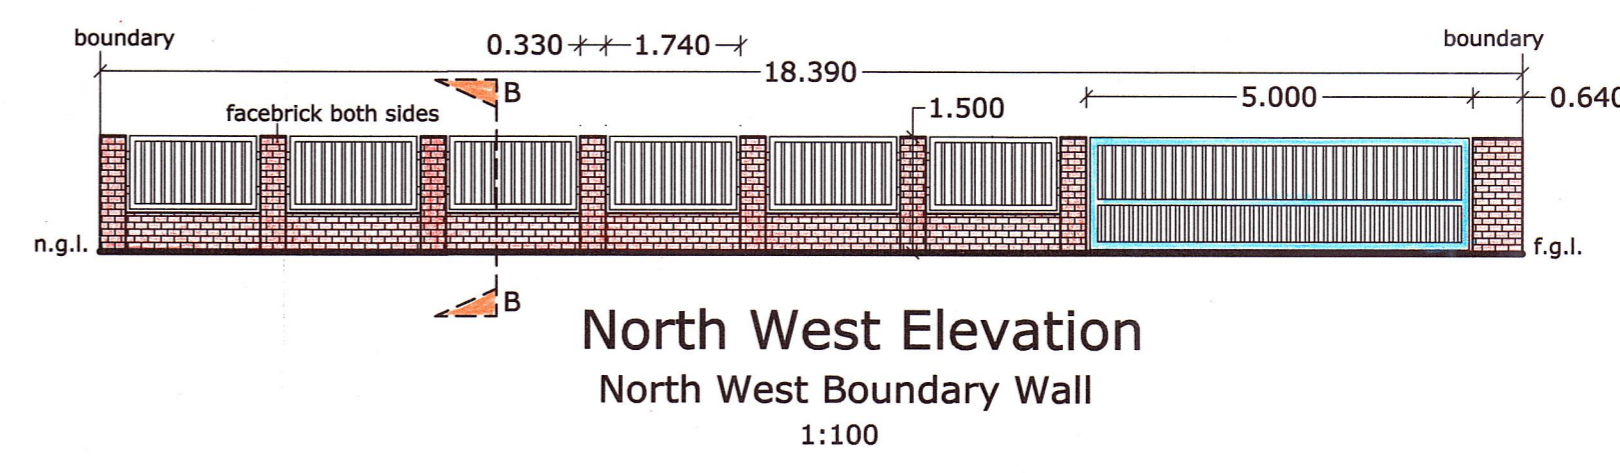 boundary
boundary
0.330
1.740
18.390
B
5.000
0.640
facebrick both sides
1.500
n.g.l.
f.g.l.
B
North West Elevation
North West Boundary Wall
1:100